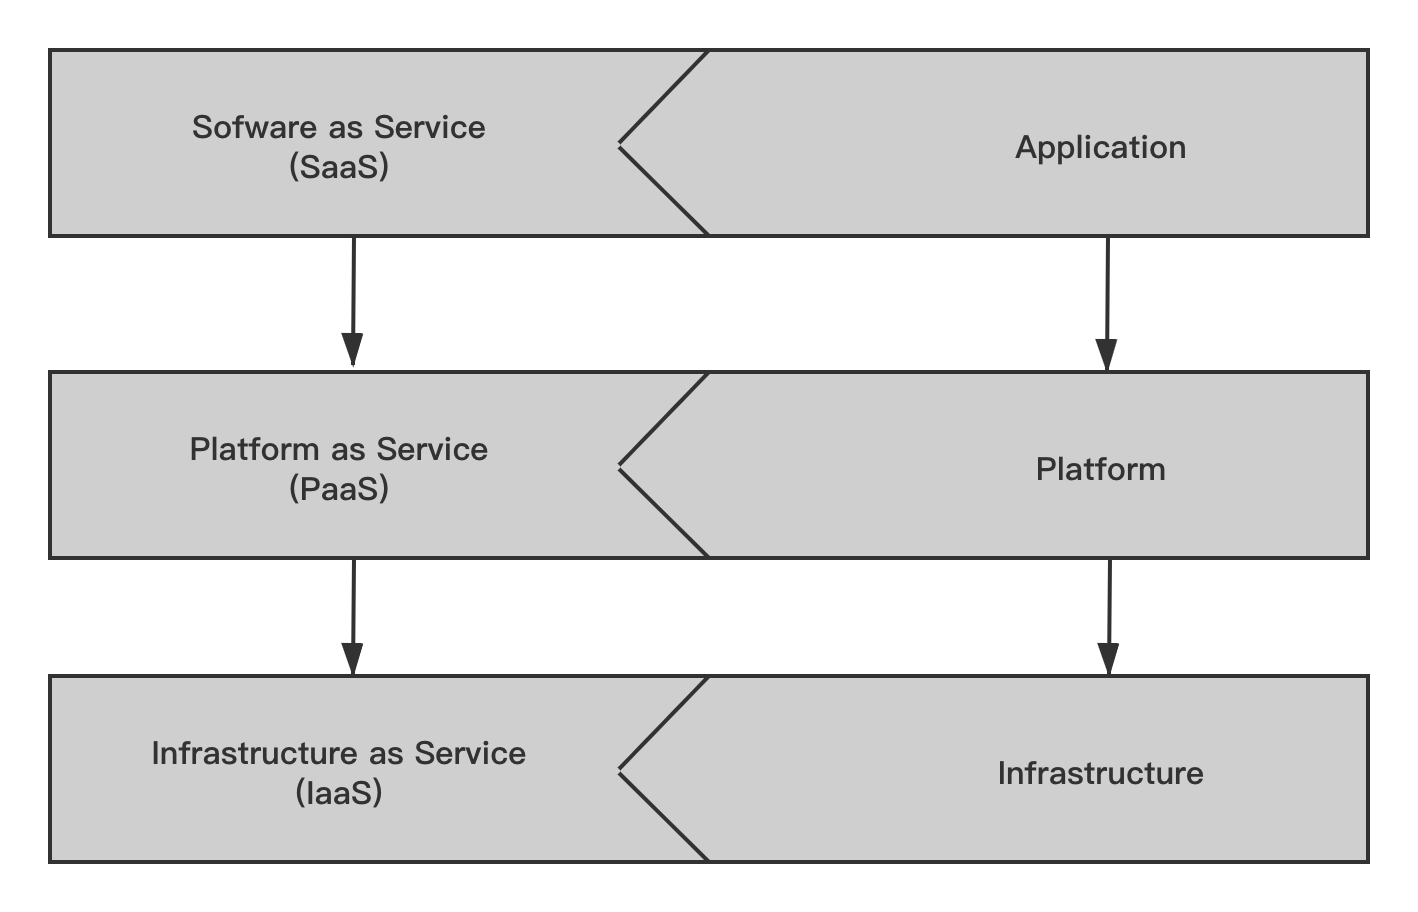 Sofware as Service
(SaaS)
Application
Platform as Service
(PaaS)
Platform
Infrastructure as Service
(IaaS)
Infrastructure